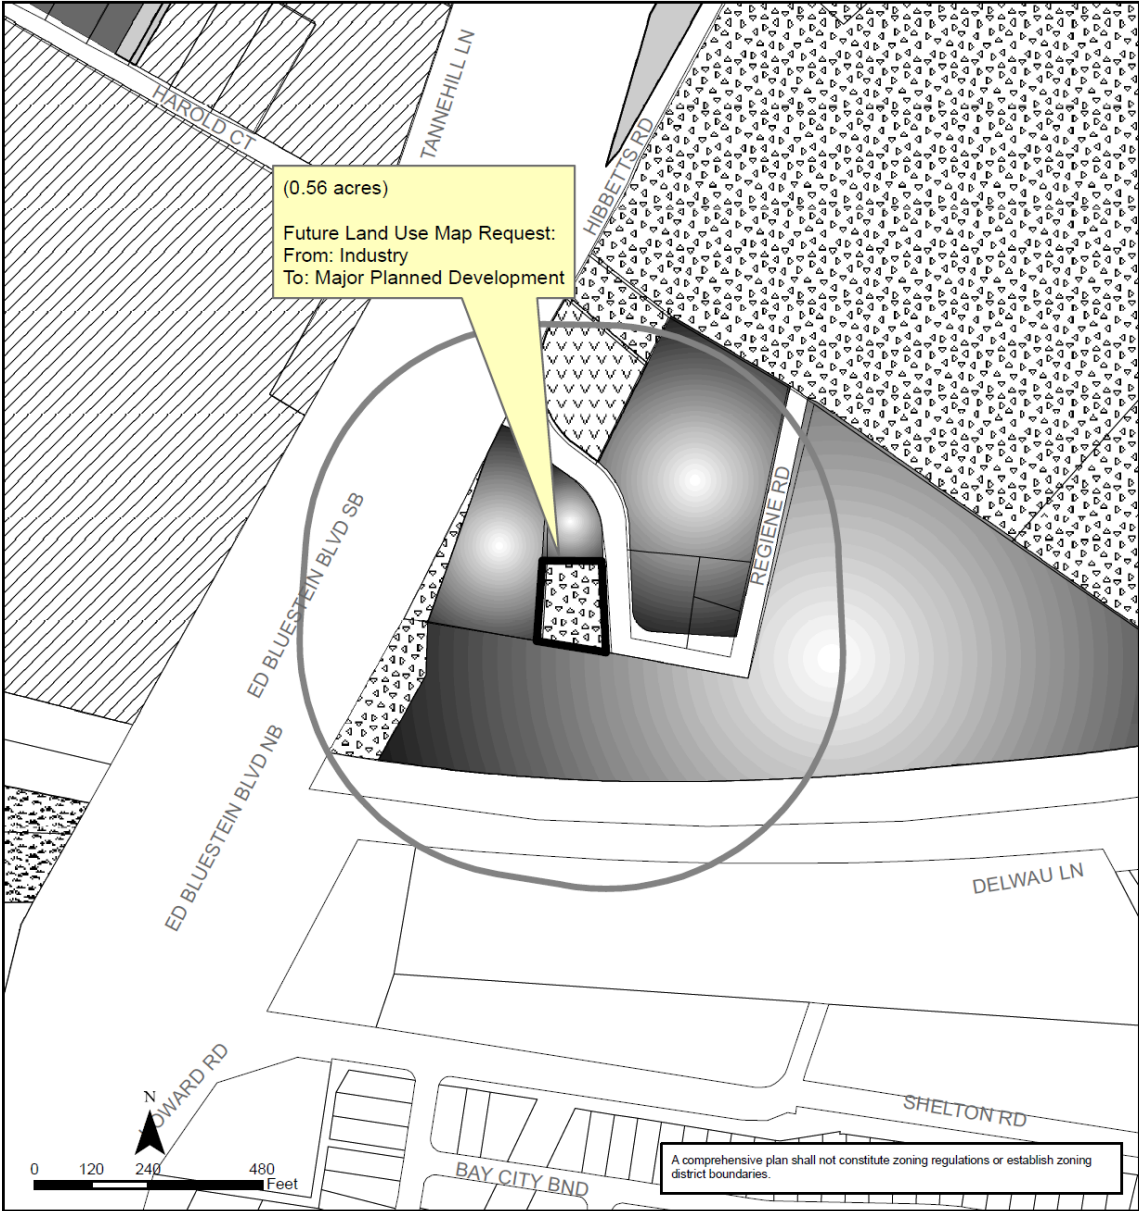 HAROLD CT
TANNEHILL LN
HIBBETTS RD
(0.56 acres)
Future Land Use Map Request:
From: Industry
To: Major Planned Development
REGIENE RD
ED BLUESTEIN BLVD SB
ED BLUESTEIN BLVD NB
DELWAU LN
OWARD RD
SHELTON RD
BAY CITY BND
N
0 120 240 480
Feet
A comprehensive plan shall not constitute zoning regulations or establish zoning
district boundaries.